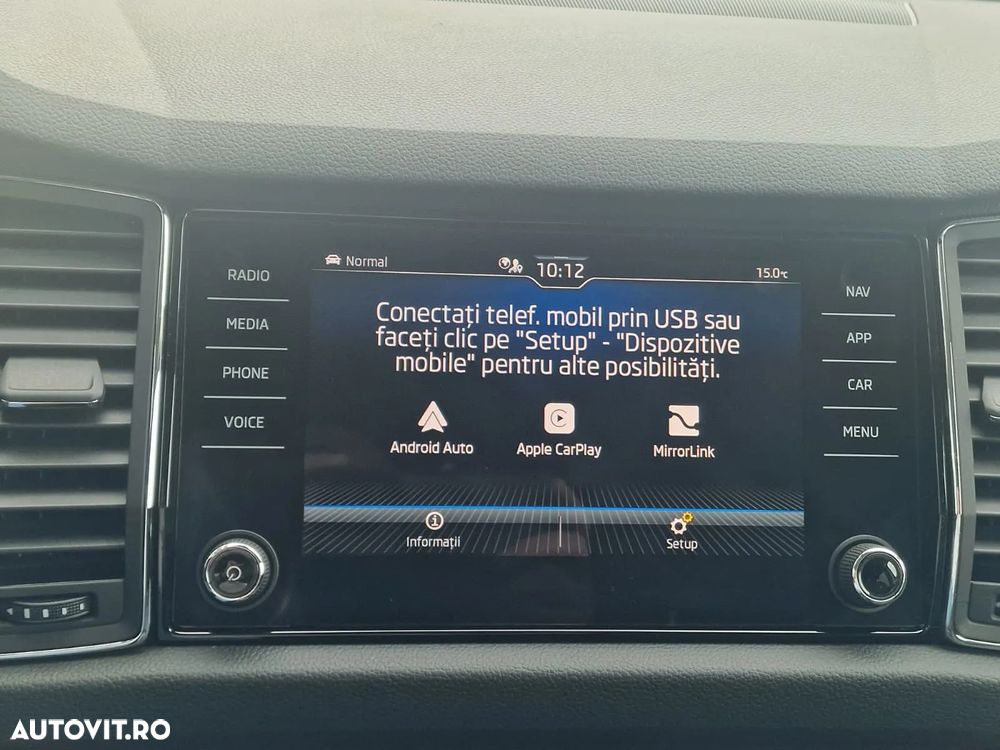 Normal
10:12
15.0°C
RADIO
MEDIA
PHONE
VOICE
Conectați telef. mobil prin USB sau
faceți clic pe "Setup" - "Dispozitive
mobile" pentru alte posibilități.
Android Auto
Apple CarPlay
MirrorLink
Informații
Setup
NAV
APP
CAR
MENU
AUTOVIT.RO